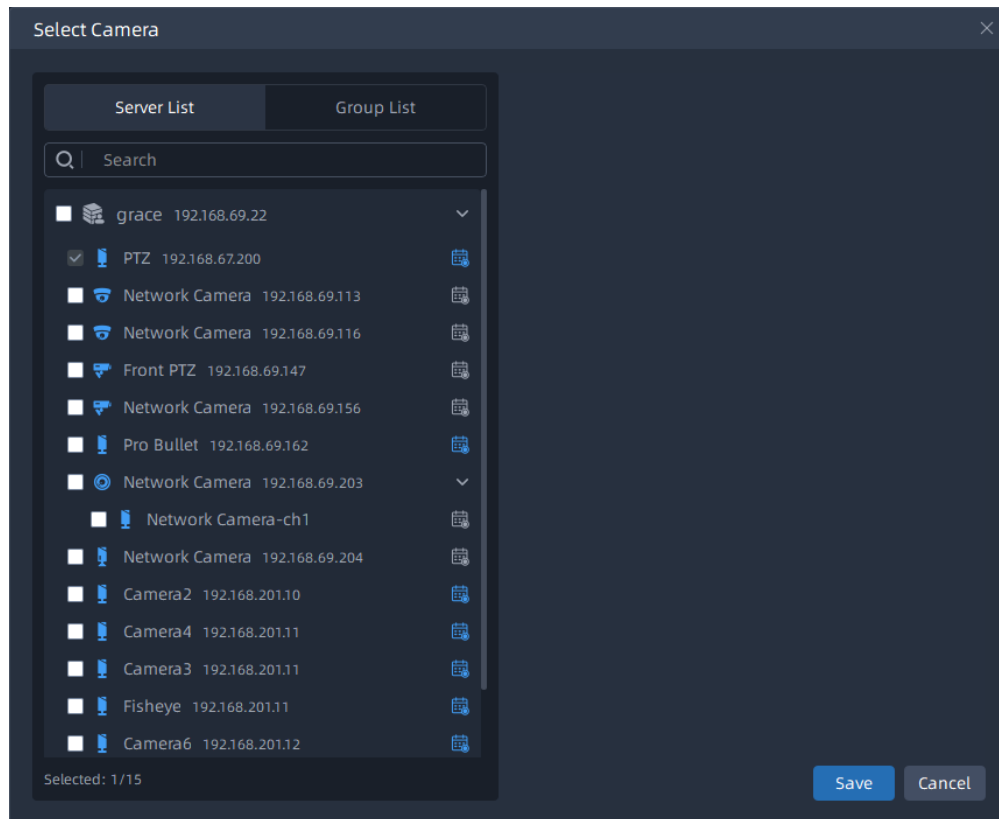 Select Camera
Server List Group List
Search
grace 192.168.69.22
PTZ 192.168.67.200
Network Camera 192.168.69.113
Network Camera 192.168.69.116
Front PTZ 192.168.69.147
Network Camera 192.168.69.156
Pro Bullet 192.168.69.162
Network Camera 192.168.69.203
Network Camera-ch1
Network Camera 192.168.69.204
Camera2 192.168.201.10
Camera4 192.168.201.11
Camera3 192.168.201.11
Fisheye 192.168.201.11
Camera6 192.168.201.12
Selected: 1/15
Save Cancel